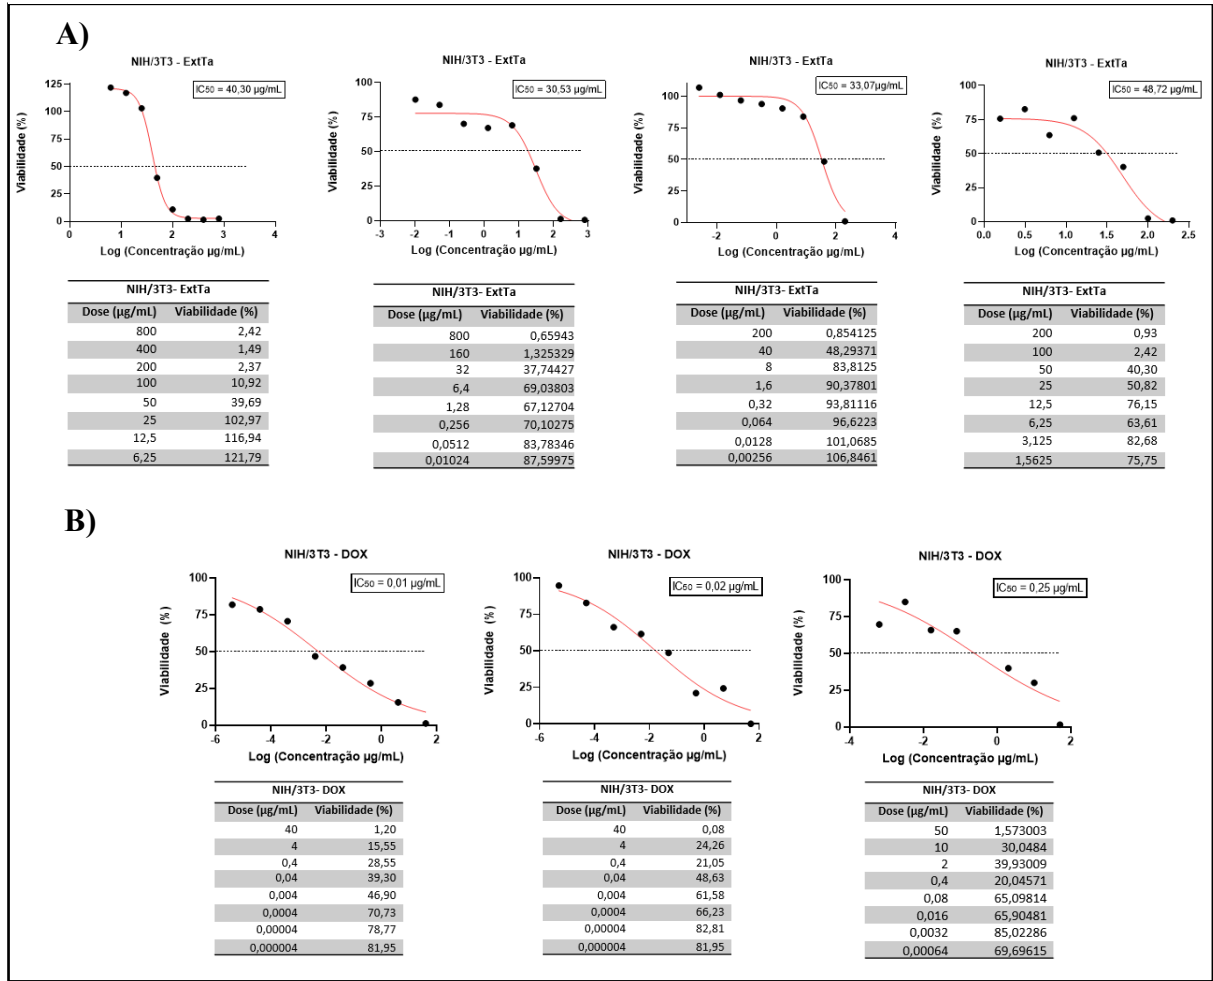 A)
NIH/3T3 - ExtTa
IC50 = 40,30 µg/mL
Viabilidade (%)
125
100
75
50
25
0
0 1 2 3 4
Log (Concentração µg/mL)
NIH/3T3 - ExtTa
IC50 = 30,53 µg/mL
Viabilidade (%)
100
75
50
25
0
-3 -2 -1 0 1 2 3
Log (Concentração µg/mL)
NIH/3T3 - ExtTa
IC50 = 33,07µg/mL
Viabilidade (%)
100
75
50
25
0
-2 0 2 4
Log (Concentração µg/mL)
NIH/3T3 - ExtTa
IC50 = 48,72 µg/mL
Viabilidade (%)
100
75
50
25
0
0.0 0.5 1.0 1.5 2.0 2.5
Log (Concentração µg/mL)
NIH/3T3- ExtTa
Dose (µg/mL) Viabilidade (%)
800 2,42
400 1,49
200 2,37
100 10,92
50 39,69
25 102,97
12,5 116,94
6,25 121,79
NIH/3T3- ExtTa
Dose (µg/mL) Viabilidade (%)
800 0,65943
160 1,325329
32 37,74427
6,4 69,03803
1,28 67,12704
0,256 70,10275
0,0512 83,78346
0,01024 87,59975
NIH/3T3- ExtTa
Dose (µg/mL) Viabilidade (%)
200 0,854125
40 48,29371
8 83,8125
1,6 90,37801
0,32 93,81116
0,064 96,6223
0,0128 101,0685
0,00256 106,8461
NIH/3T3- ExtTa
Dose (µg/mL) Viabilidade (%)
200 0,93
100 2,42
50 40,30
25 50,82
12,5 76,15
6,25 63,61
3,125 82,68
1,5625 75,75
B)
NIH/3T3 - DOX
IC50 = 0,01 µg/mL
Viabilidade (%)
100
75
50
25
0
-6 -4 -2 0 2
Log (Concentração µg/mL)
NIH/3T3 - DOX
IC50 = 0,02 µg/mL
Viabilidade (%)
100
75
50
25
0
-6 -4 -2 0 2
Log (Concentração µg/mL)
NIH/3T3 - DOX
IC50 = 0,25 µg/mL
Viabilidade (%)
100
75
50
25
0
-4 -2 0 2
Log (Concentração µg/mL)
NIH/3T3- DOX
Dose (µg/mL) Viabilidade (%)
40 1,20
4 15,55
0,4 28,55
0,04 39,30
0,004 46,90
0,0004 70,73
0,00004 78,77
0,000004 81,95
NIH/3T3- DOX
Dose (µg/mL) Viabilidade (%)
40 0,08
4 24,26
0,4 21,05
0,04 48,63
0,004 61,58
0,0004 66,23
0,00004 82,81
0,000004 81,95
NIH/3T3- DOX
Dose (µg/mL) Viabilidade (%)
50 1,573003
10 30,0484
2 39,93009
0,4 20,04571
0,08 65,09814
0,016 65,90481
0,0032 85,02286
0,00064 69,69615